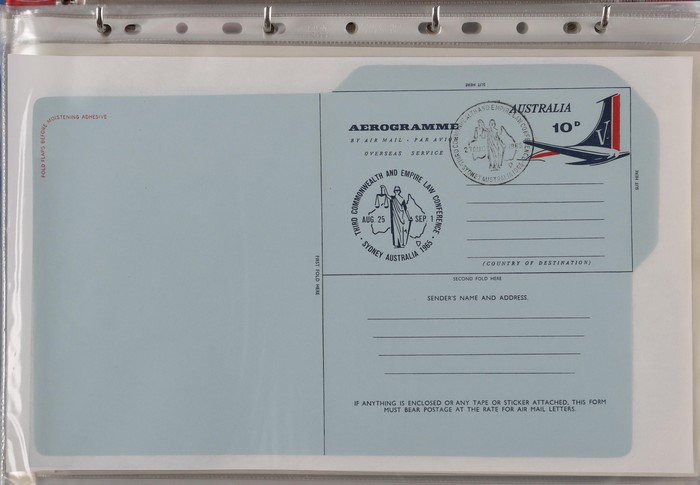 BEEM LITE
FOLD FLAPS BEFORE MOISTENING ADHESIVE
AUSTRALIA
10D
AEROGRAMME
BY AIR MAIL · PAR AVION
OVERSEAS SERVICE
V
THIRD COMMONWEALTH AND EMPIRE LAW CONFERENCE
AUG. 25 SEP. 1
SYDNEY AUSTRALIA 1965
(COUNTRY OF DESTINATION)
FIRST FOLD HERE
SECOND FOLD HERE
SENDER'S NAME AND ADDRESS.
IF ANYTHING IS ENCLOSED OR ANY TAPE OR STICKER ATTACHED, THIS FORM
MUST BEAR POSTAGE AT THE RATE FOR AIR MAIL LETTERS.